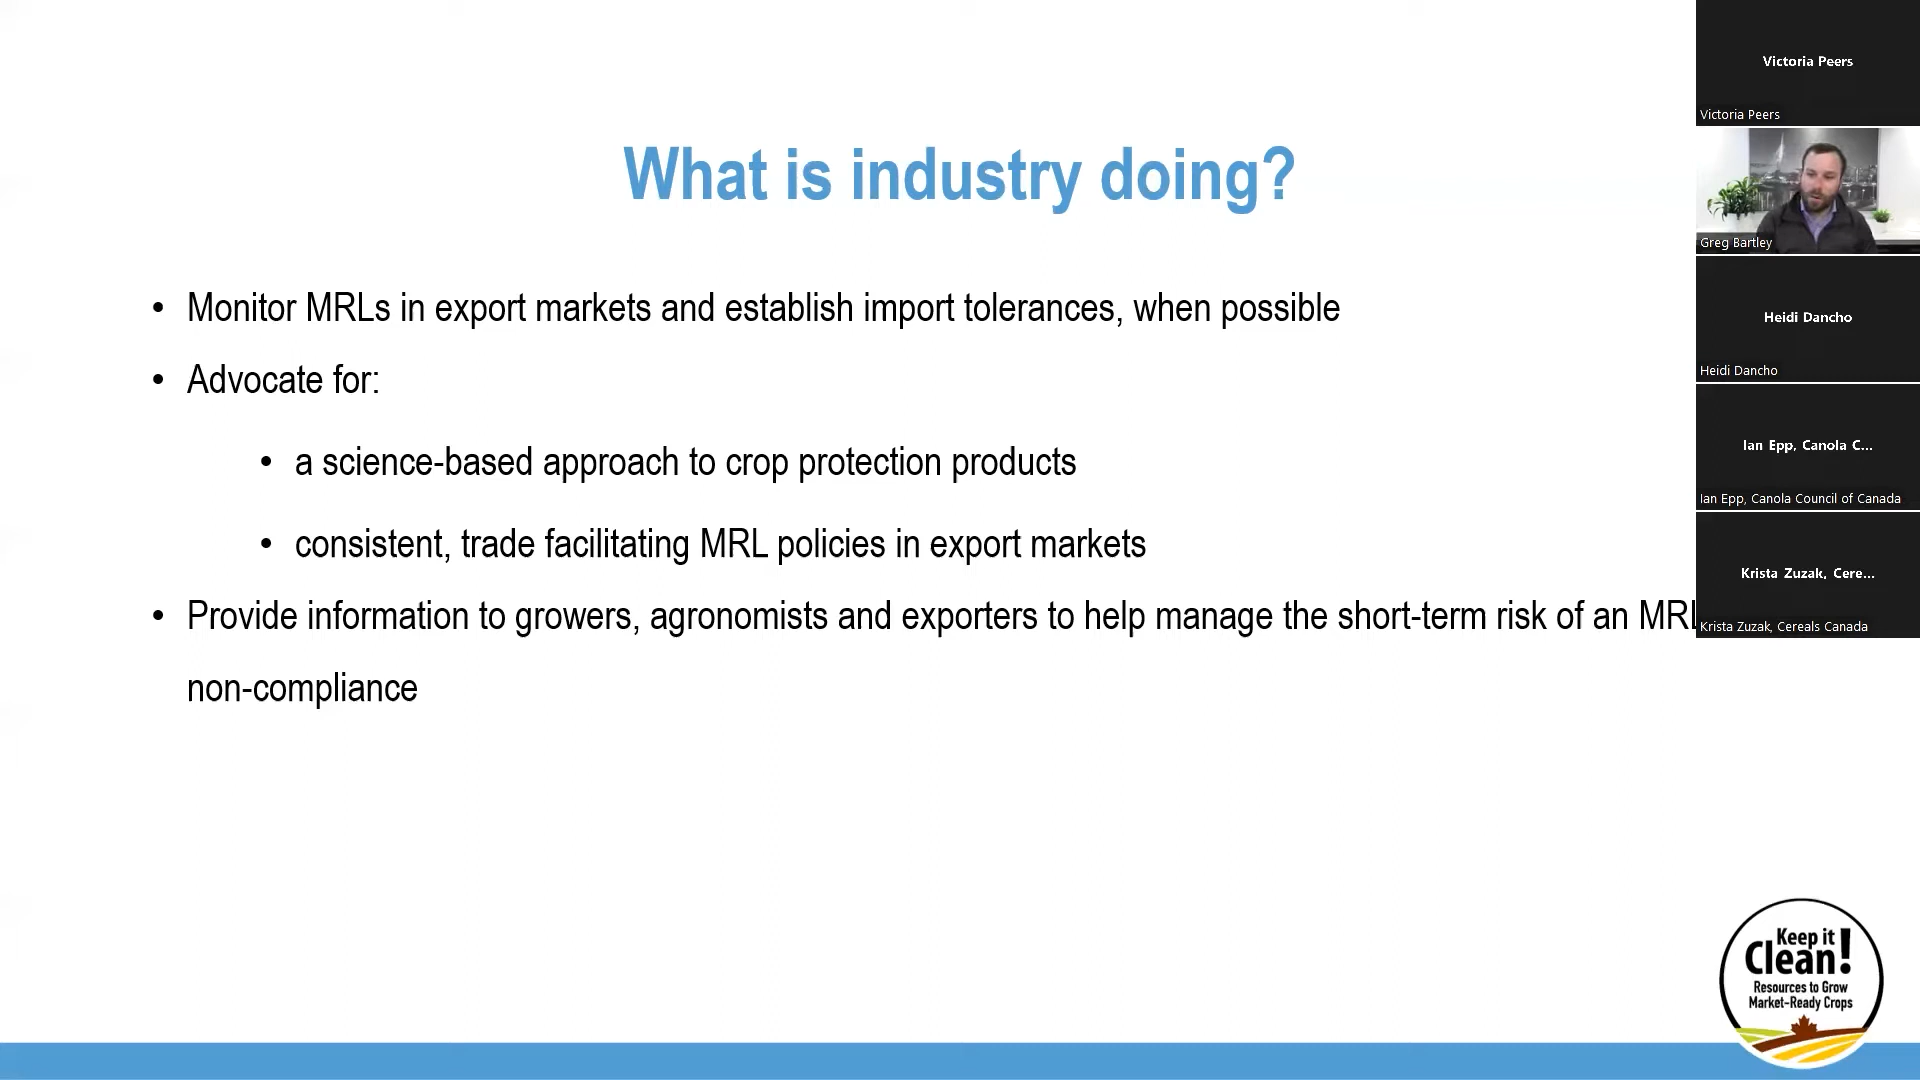 What is industry doing?
• Monitor MRLs in export markets and establish import tolerances, when possible
• Advocate for:
• a science-based approach to crop protection products
• consistent, trade facilitating MRL policies in export markets
• Provide information to growers, agronomists and exporters to help manage the short-term risk of an MRL
non-compliance
Victoria Peers
Victoria Peers
Greg Bartley
Heidi Dancho
Heidi Dancho
Ian Epp, Canola C...
Ian Epp, Canola Council of Canada
Krista Zuzak, Cere...
Krista Zuzak, Cereals Canada
Keep it
Clean!
Resources to Grow
Market-Ready Crops